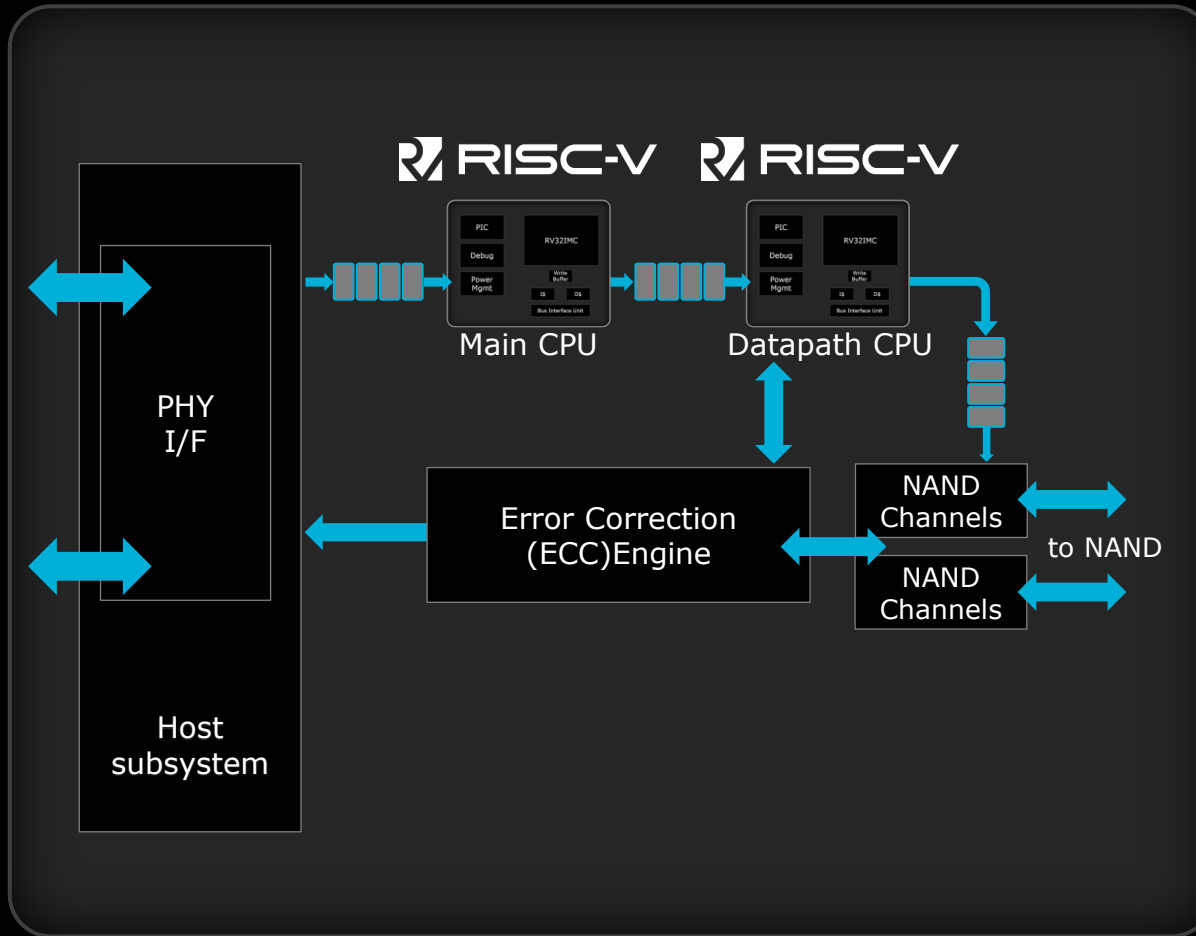 RISC-V
RISC-V
PIC
Debug
Power
Mgmt
RV32IMC
Write
Buffer
I$
D$
Bus Interface Unit
Main CPU
PIC
Debug
Power
Mgmt
RV32IMC
Write
Buffer
I$
D$
Bus Interface Unit
Datapath CPU
PHY
I/F
Error Correction
(ECC)Engine
NAND
Channels
to NAND
NAND
Channels
Host
subsystem